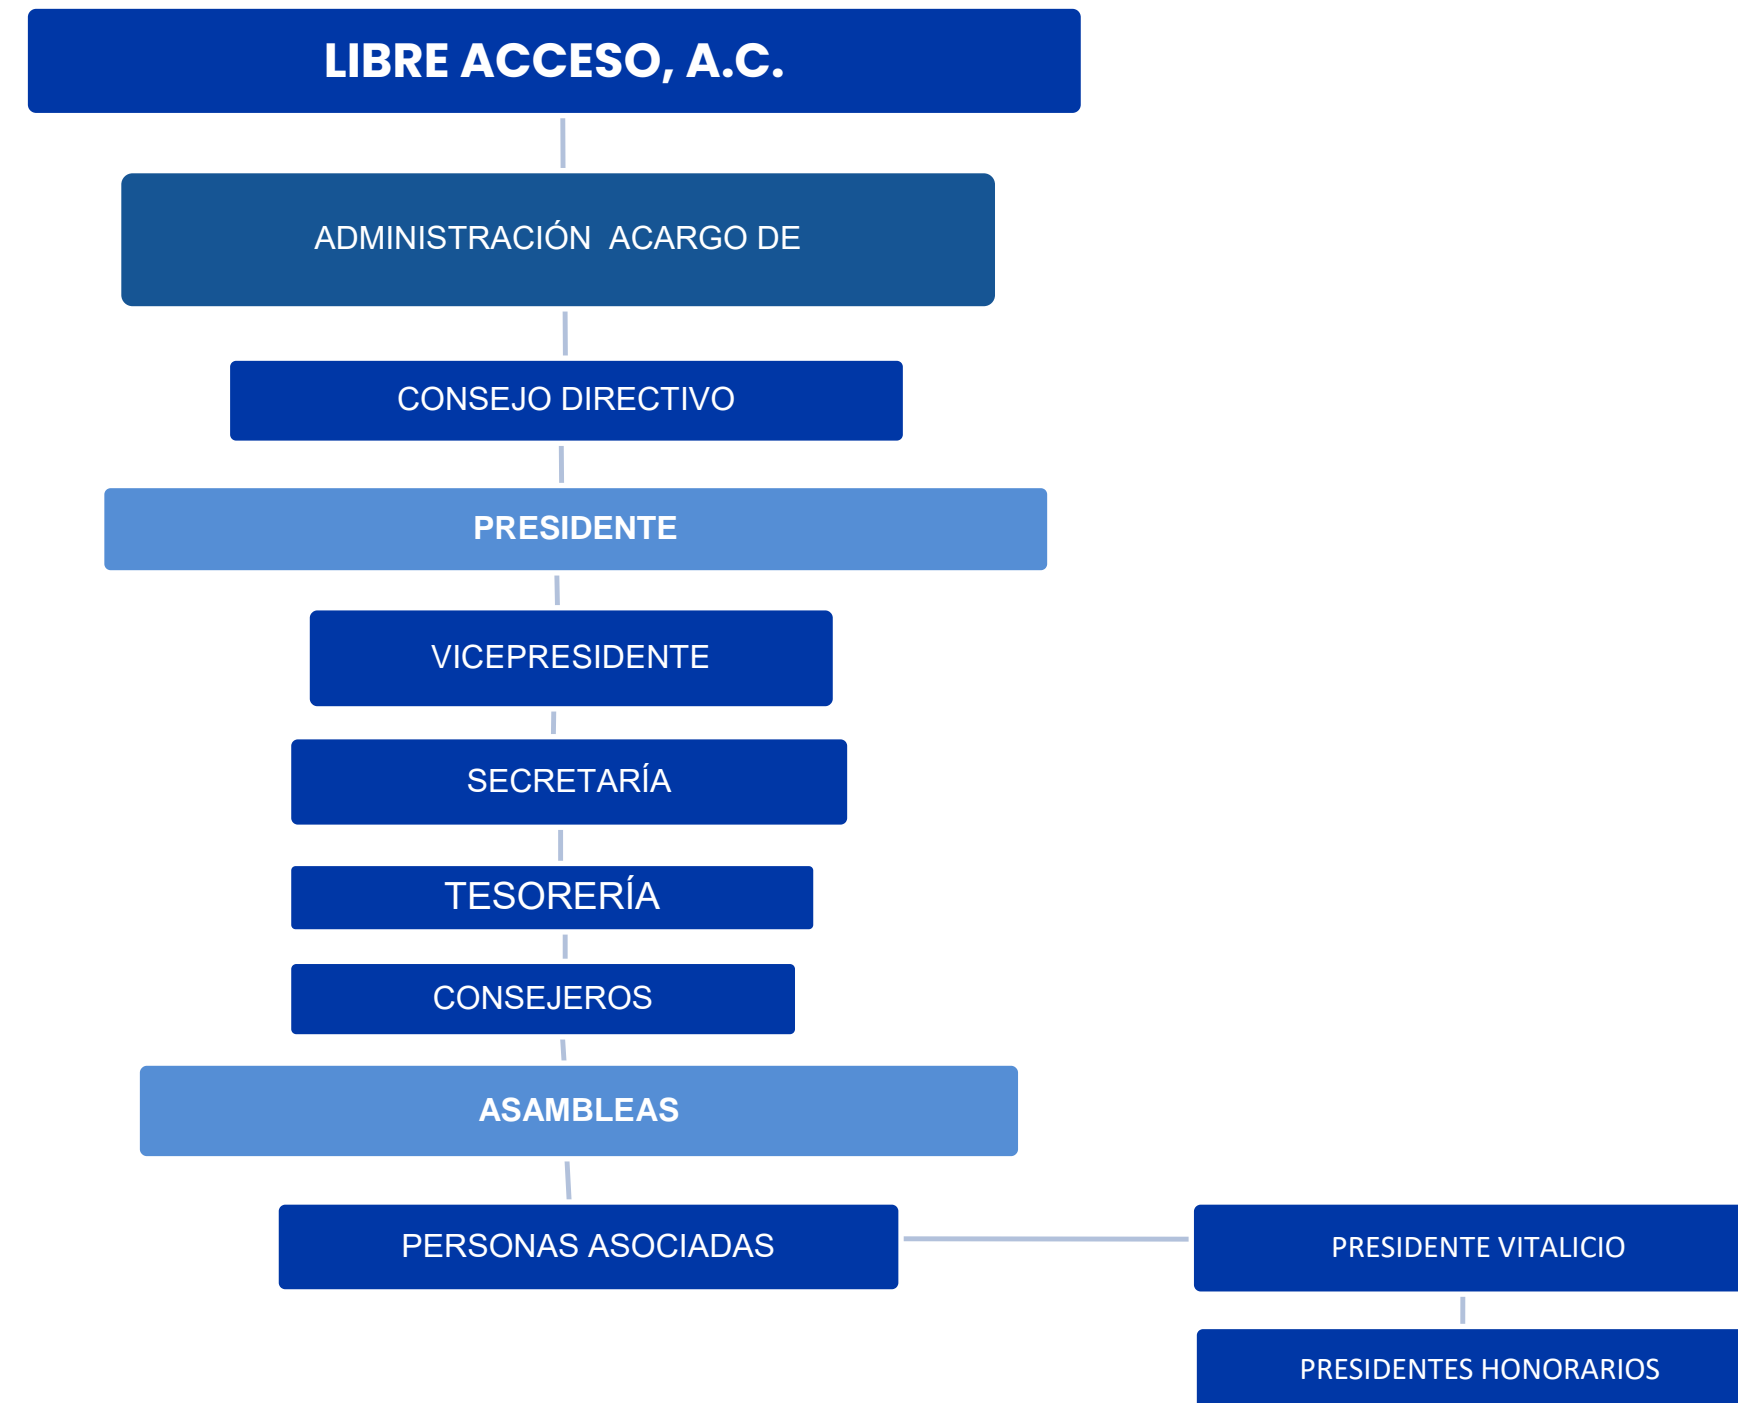 LIBRE ACCESO, A.C.
ADMINISTRACIÓN  ACARGO DE
CONSEJO DIRECTIVO
PRESIDENTE
VICEPRESIDENTE
SECRETARÍA
TESORERÍA
CONSEJEROS
ASAMBLEAS
PERSONAS ASOCIADAS
PRESIDENTE VITALICIO
PRESIDENTES HONORARIOS